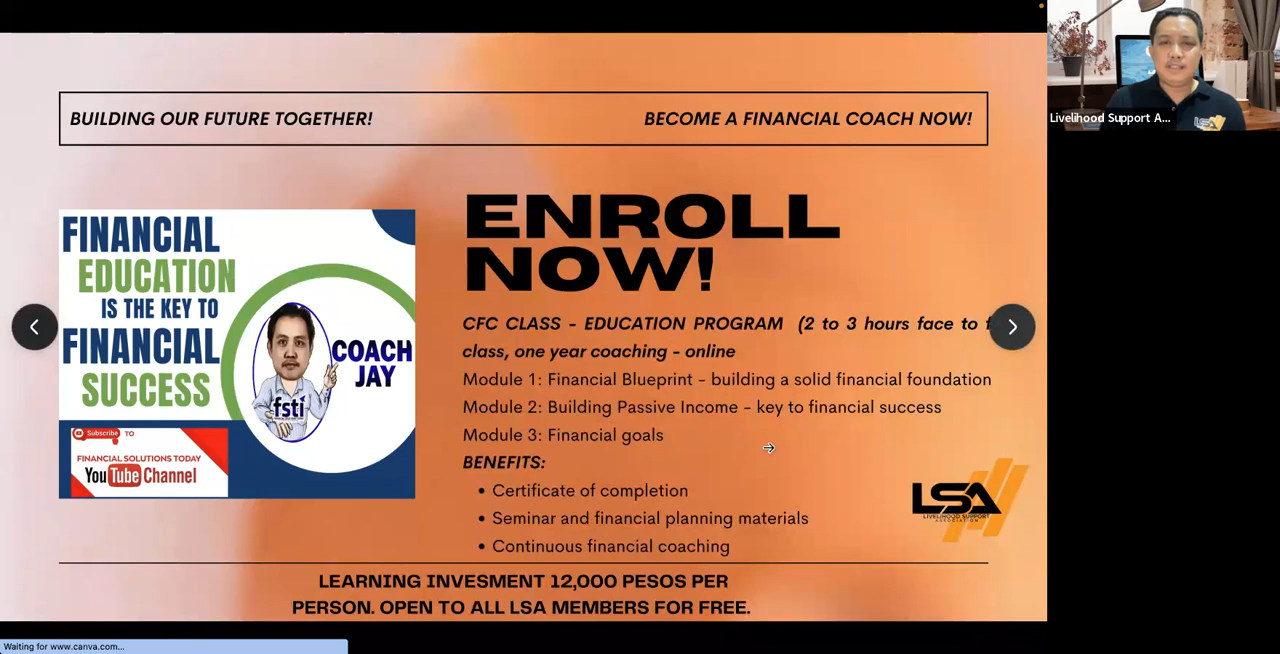 BUILDING OUR FUTURE TOGETHER!
BECOME A FINANCIAL COACH NOW!
Livelihood Support A...
LSA
FINANCIAL
EDUCATION
IS THE KEY TO
FINANCIAL
SUCCESS
COACH
JAY
fsti
Subscribe TO
FINANCIAL SOLUTIONS TODAY
YouTube Channel
ENROLL
NOW!
CFC CLASS - EDUCATION PROGRAM (2 to 3 hours face to f
class, one year coaching - online
Module 1: Financial Blueprint - building a solid financial foundation
Module 2: Building Passive Income - key to financial success
Module 3: Financial goals
BENEFITS:
• Certificate of completion
• Seminar and financial planning materials
• Continuous financial coaching
LSA
LIVELIHOOD SUPPORT
ASSOCIATION
LEARNING INVESMENT 12,000 PESOS PER
PERSON. OPEN TO ALL LSA MEMBERS FOR FREE.
Waiting for www.canva.com...